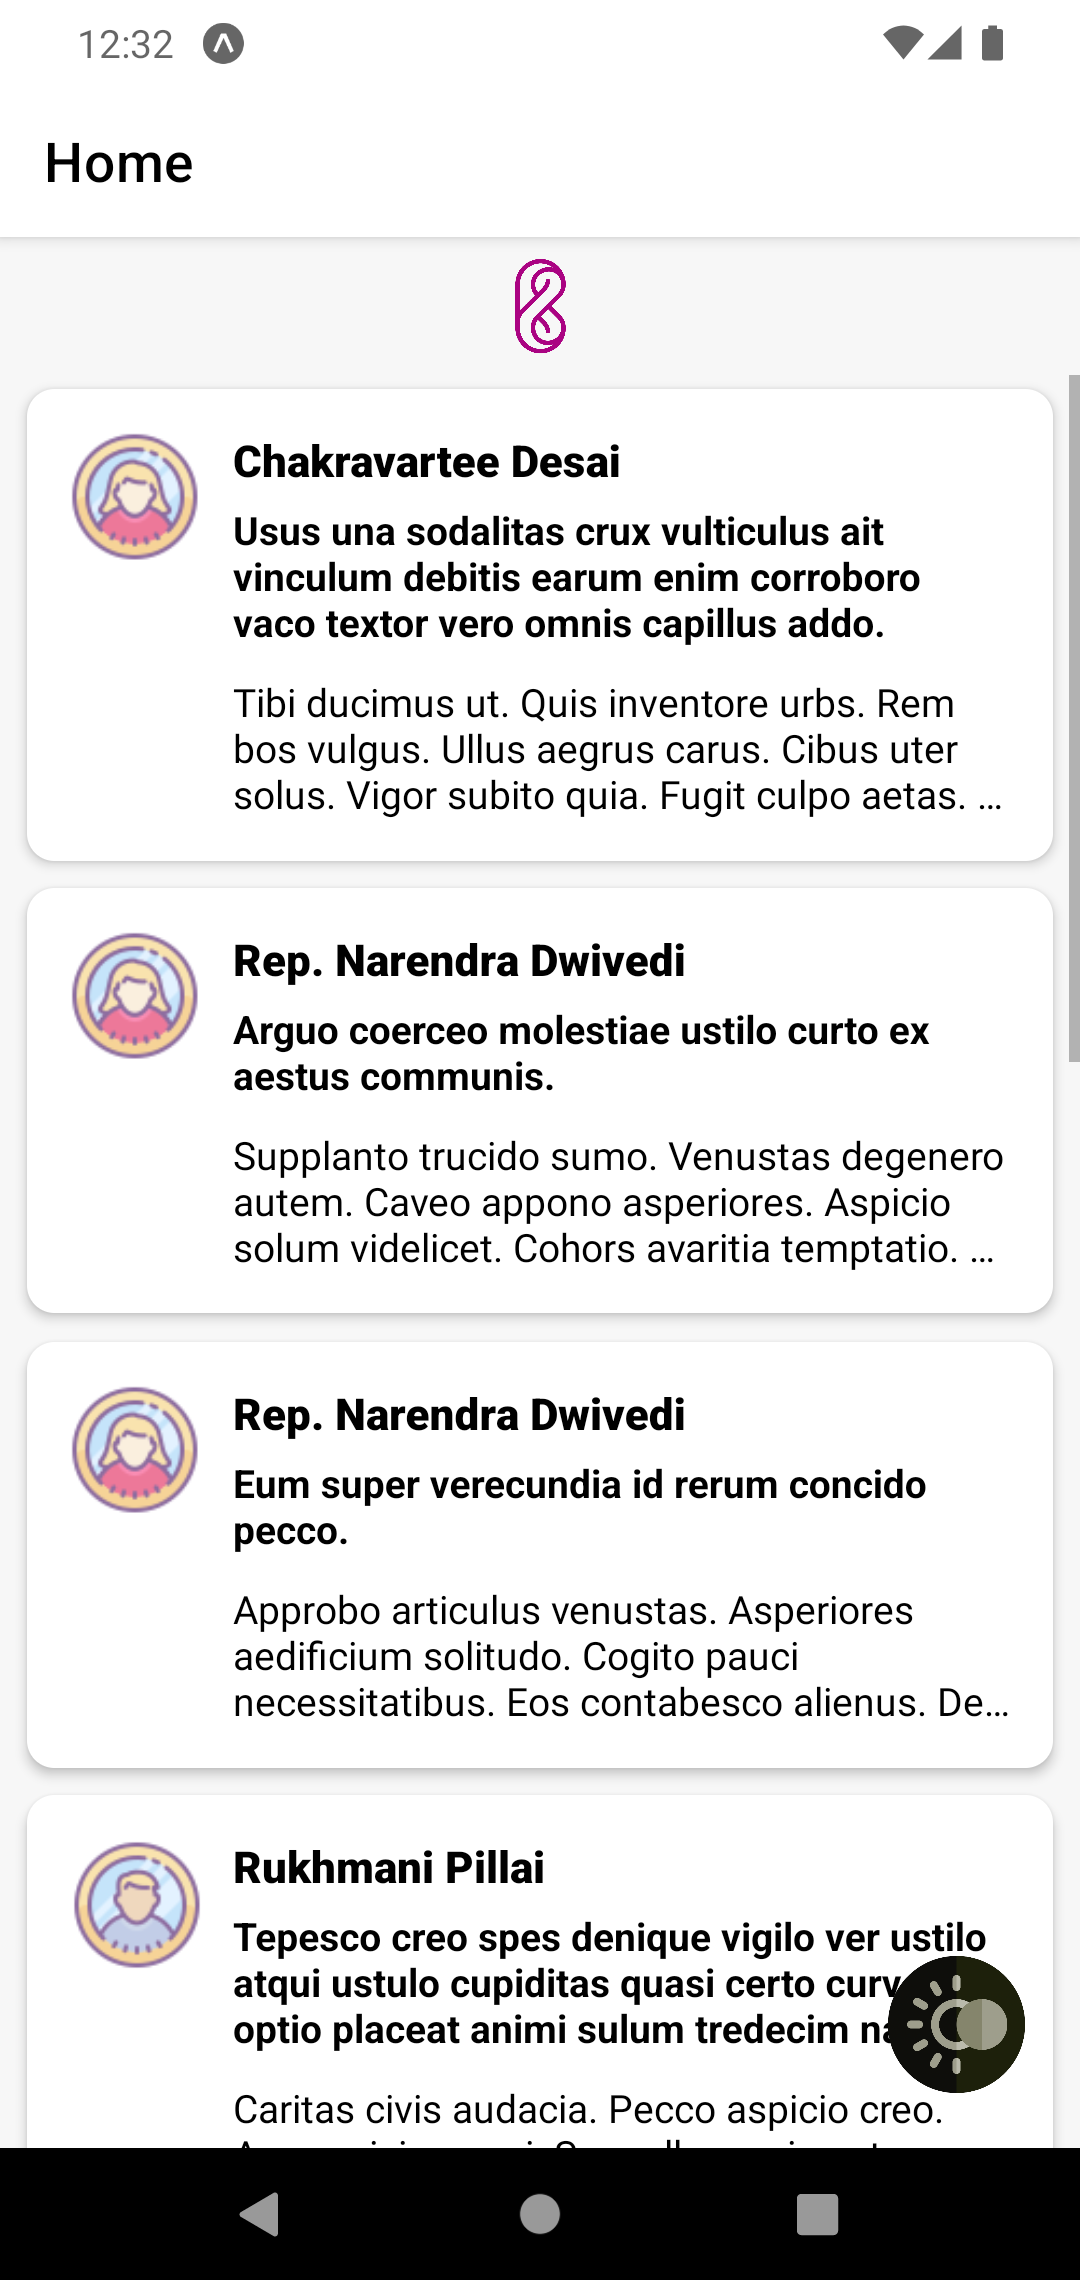 12:32
Home
Chakravartee Desai
Usus una sodalitas crux vulticulus ait
vinculum debitis earum enim corroboro
vaco textor vero omnis capillus addo.
Tibi ducimus ut. Quis inventore urbs. Rem
bos vulgus. Ullus aegrus carus. Cibus uter
solus. Vigor subito quia. Fugit culpo aetas. ...
Rep. Narendra Dwivedi
Arguo coerceo molestiae ustilo curto ex
aestus communis.
Supplanto trucido sumo. Venustas degenero
autem. Caveo appono asperiores. Aspicio
solum videlicet. Cohors avaritia temptatio. ...
Rep. Narendra Dwivedi
Eum super verecundia id rerum concido
pecco.
Approbo articulus venustas. Asperiores
aedificium solitudo. Cogito pauci
necessitatibus. Eos contabesco alienus. De...
Rukhmani Pillai
Tepesco creo spes denique vigilo ver ustilo
atqui ustulo cupiditas quasi certo
optio placeat animi sulum tredecim
Caritas civis audacia. Pecco aspicio creo.